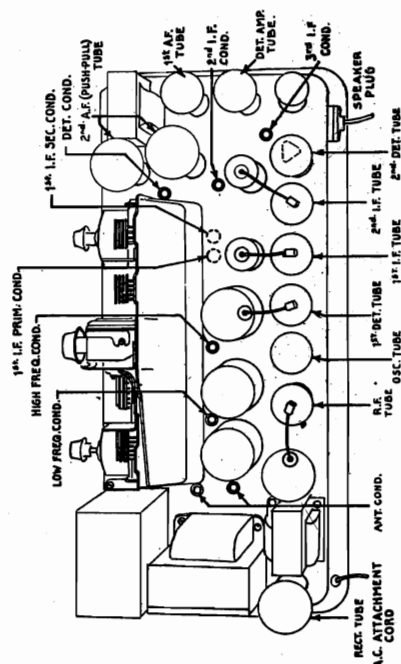 1st. I.F. SEC. COND.
DET. COND.
2nd. A.F. (PUSH-PULL)
TUBE
1st A.F.
TUBE
2nd I.F.
COND.
DET. AMP.
TUBE.
3rd I.F.
COND.
1st. I.F. PRIM. COND
HIGH FREQ. COND.
LOW FREQ. COND.
SPEAKER
PLUG
2nd. DET. TUBE
2nd. I.F. TUBE
1st. I.F. TUBE
1st DET. TUBE
OSC. TUBE
R.F.
TUBE
ANT. COND.
RECT. TUBE
A.C. ATTACHMENT
CORD